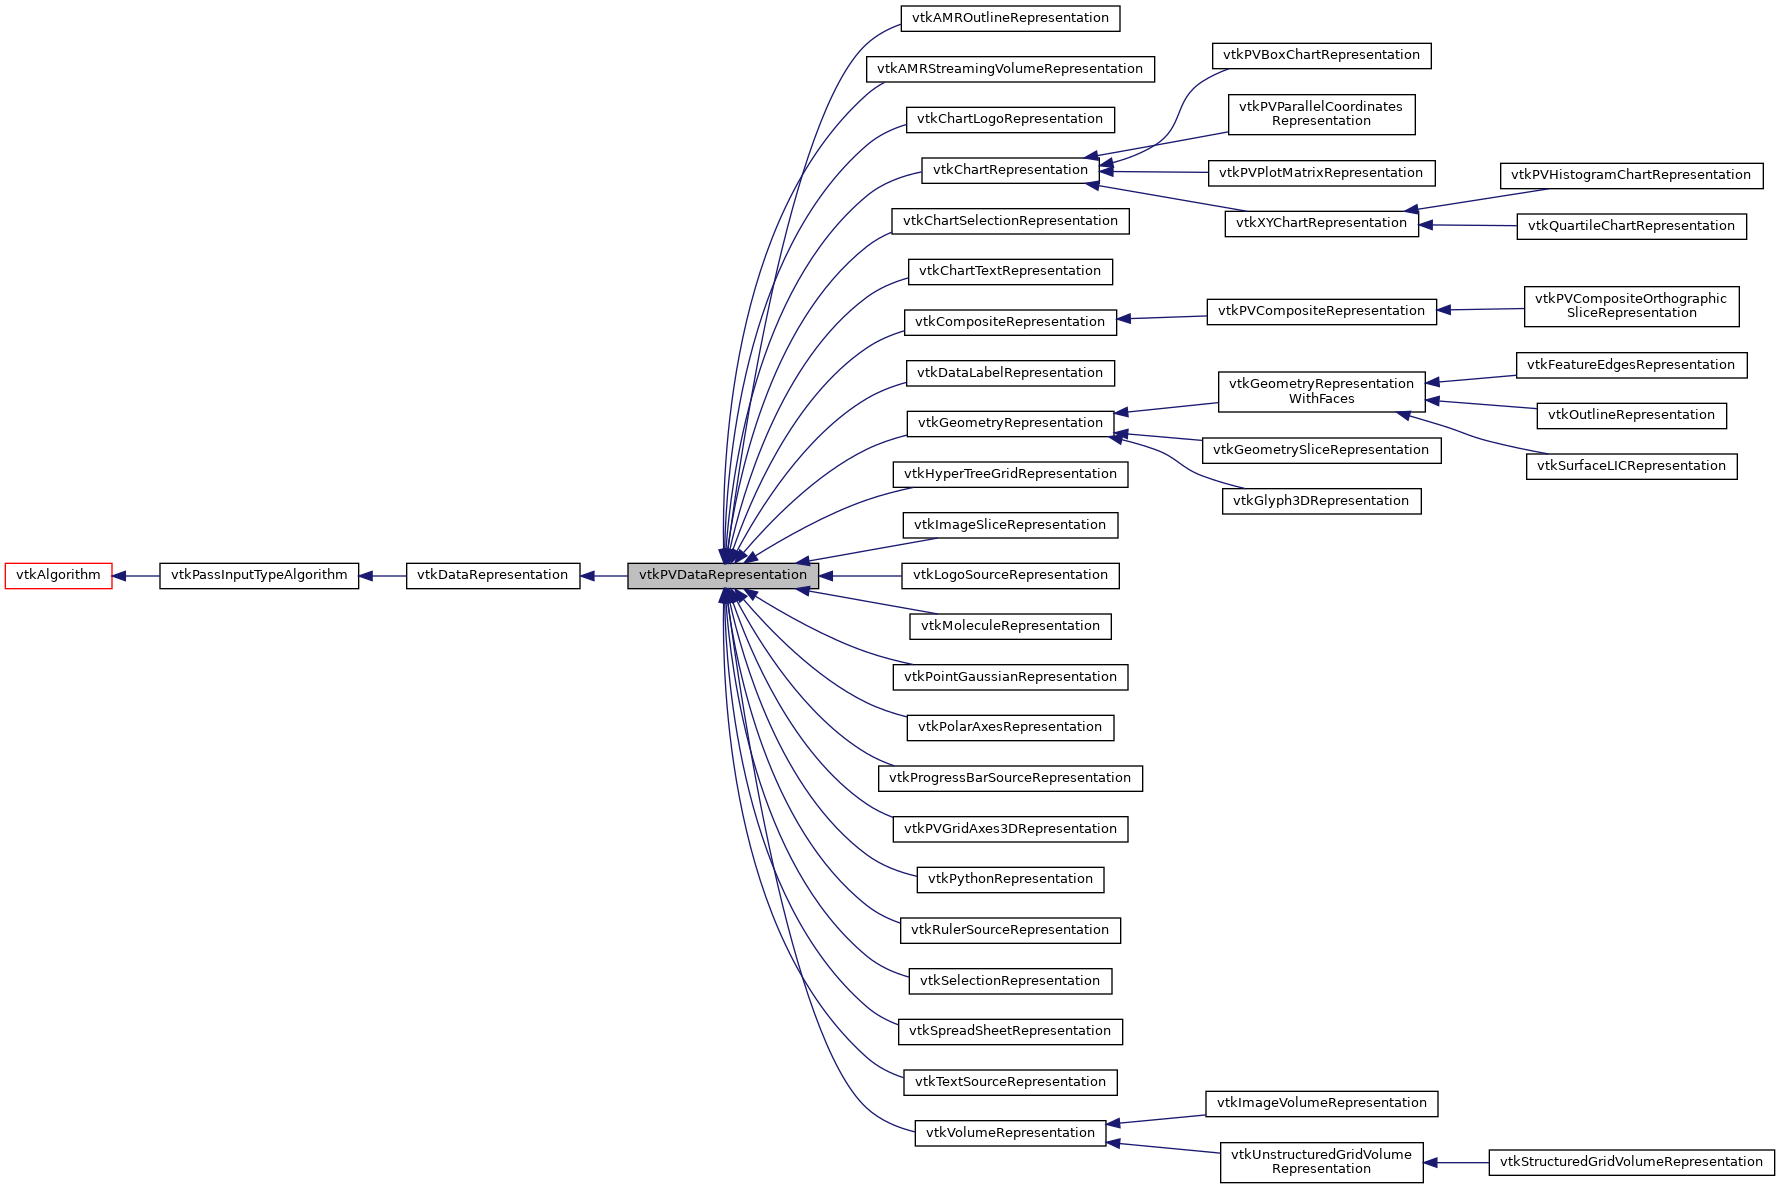 vtkAlgorithm
vtkPassInputTypeAlgorithm
vtkDataRepresentation
vtkPVDataRepresentation
vtkAMROutlineRepresentation
vtkAMRStreamingVolumeRepresentation
vtkChartLogoRepresentation
vtkChartRepresentation
vtkPVBoxChartRepresentation
vtkPVParallelCoordinates
Representation
vtkPVPlotMatrixRepresentation
vtkXYChartRepresentation
vtkPVHistogramChartRepresentation
vtkQuartileChartRepresentation
vtkChartSelectionRepresentation
vtkChartTextRepresentation
vtkCompositeRepresentation
vtkPVCompositeRepresentation
vtkPVCompositeOrthographic
SliceRepresentation
vtkDataLabelRepresentation
vtkGeometryRepresentation
vtkGeometryRepresentation
WithFaces
vtkFeatureEdgesRepresentation
vtkOutlineRepresentation
vtkSurfaceLICRepresentation
vtkGeometrySliceRepresentation
vtkGlyph3DRepresentation
vtkHyperTreeGridRepresentation
vtkImageSliceRepresentation
vtkLogoSourceRepresentation
vtkMoleculeRepresentation
vtkPointGaussianRepresentation
vtkPolarAxesRepresentation
vtkProgressBarSourceRepresentation
vtkPVGridAxes3DRepresentation
vtkPythonRepresentation
vtkRulerSourceRepresentation
vtkSelectionRepresentation
vtkSpreadSheetRepresentation
vtkTextSourceRepresentation
vtkVolumeRepresentation
vtkImageVolumeRepresentation
vtkUnstructuredGridVolume
Representation
vtkStructuredGridVolumeRepresentation